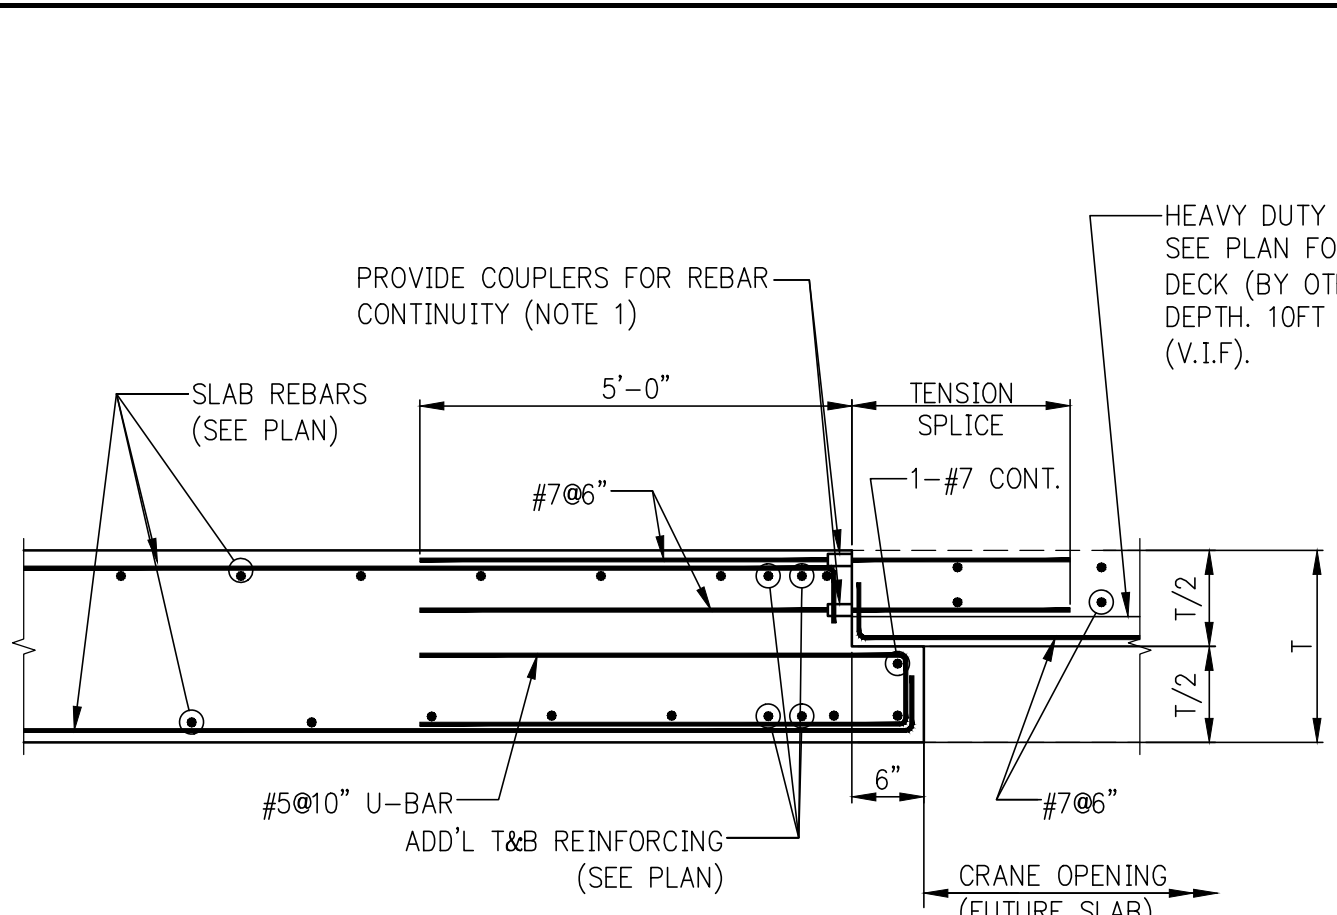 HEAVY DUTY
SEE PLAN FO
DECK (BY OT
DEPTH. 10FT
(V.I.F).
PROVIDE COUPLERS FOR REBAR
CONTINUITY (NOTE 1)
5'-0"
TENSION
SPLICE
SLAB REBARS
(SEE PLAN)
1-#7 CONT.
#7@6"
T/2
T
T/2
6"
#5@10" U-BAR
#7@6"
ADD'L T&B REINFORCING
(SEE PLAN)
CRANE OPENING
(FUTURE SLAB)